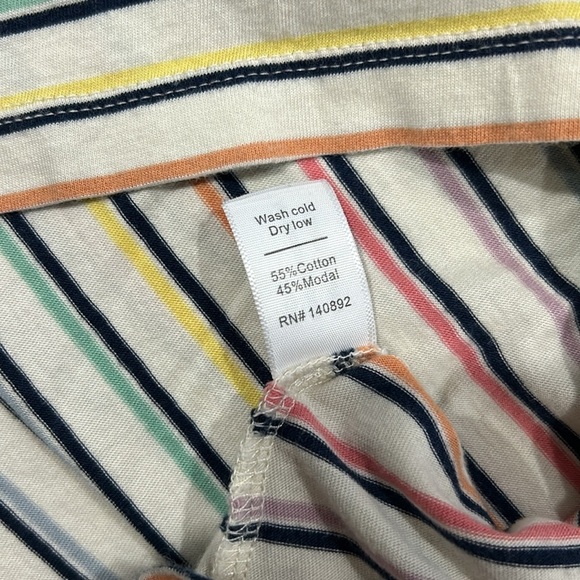 Wash cold
Dry low
55%Cotton
45%Modal
RN# 140892